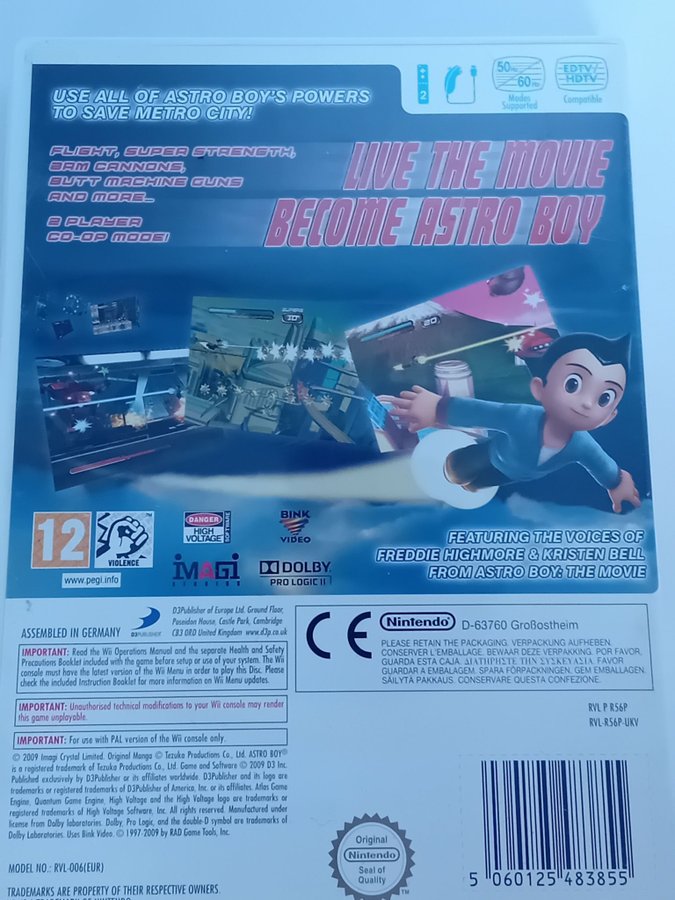 USE ALL OF ASTRO BOY'S POWERS
TO SAVE METRO CITY!
2
50Hz
60Hz
Modes
Supported
EDTV
HDTV
Compatible
FLIGHT, SUPER STRENGTH,
ARM CANNONS,
BUTT MACHINE GUNS
AND MORE...
2 PLAYER
CO-OP MODE!
LIVE THE MOVIE
BECOME ASTRO BOY
12
VIOLENCE
www.pegi.info
DANGER
HIGH
VOLTAGE
SOFTWARE
BINK
VIDEO
IMAGI
STUDIOS
DOLBY
PRO LOGIC II
FEATURING THE VOICES OF
FREDDIE HIGHMORE & KRISTEN BELL
FROM ASTRO BOY: THE MOVIE
ASSEMBLED IN GERMANY
D3PUBLISHER
D3Publisher of Europe Ltd. Ground Floor,
Poseidon House, Castle Park, Cambridge
CB3 0RD United Kingdom www.d3p.co.uk
IMPORTANT: Read the Wii Operations Manual and the separate Health and Safety
Precautions Booklet included with the game before setup or use of your system. The Wii
console must have the latest version of the Wii Menu in order to play this Disc. Please
check the included Instruction Booklet for more information on Wii Menu updates.
IMPORTANT: Unauthorised technical modifications to your Wii console may render
this game unplayable.
IMPORTANT: For use with PAL version of the Wii console only.
CE
Nintendo D-63760 Großostheim
PLEASE RETAIN THE PACKAGING. VERPACKUNG AUFHEBEN.
CONSERVER L'EMBALLAGE. BEWAAR DEZE VERPAKKING. POR FAVOR,
GUARDA ESTA CAJA. ΔΙΑΤΗΡΗΣΤΕ ΤΗΝ ΣΥΣΚΕΥΑΣΙΑ. FAVOR
GUARDAR A EMBALAGEM. SPARA FÖRPACKNINGEN. GEM EMBALLAGEN.
SÄILYTÄ PAKKAUS. CONSERVARE QUESTA CONFEZIONE.
RVL P RS6P
RVL-RS6P-UKV
© 2009 Imagi Crystal Limited. Original Manga © Tezuka Productions Co., Ltd. ASTRO BOY®
is a registered trademark of Tezuka Productions Co., Ltd. Game and Software © 2009 D3 Inc.
Published exclusively by D3Publisher or its affiliates worldwide. D3Publisher and its logo are
trademarks or registered trademarks of D3Publisher of America, Inc. or its affiliates. Atlas Game
Engine, Quantum Game Engine, High Voltage and the High Voltage logo are trademarks or
registered trademarks of High Voltage Software, Inc. All rights reserved. Manufactured under
license from Dolby laboratories. Dolby, Pro Logic, and the double-D symbol are trademarks of
Dolby Laboratories. Uses Bink Video. © 1997-2009 by RAD Game Tools, Inc.
MODEL NO.: RVL-006(EUR)
TRADEMARKS ARE PROPERTY OF THEIR RESPECTIVE OWNERS.
Original
Nintendo
Seal of
Quality
TM
5 060125 483855